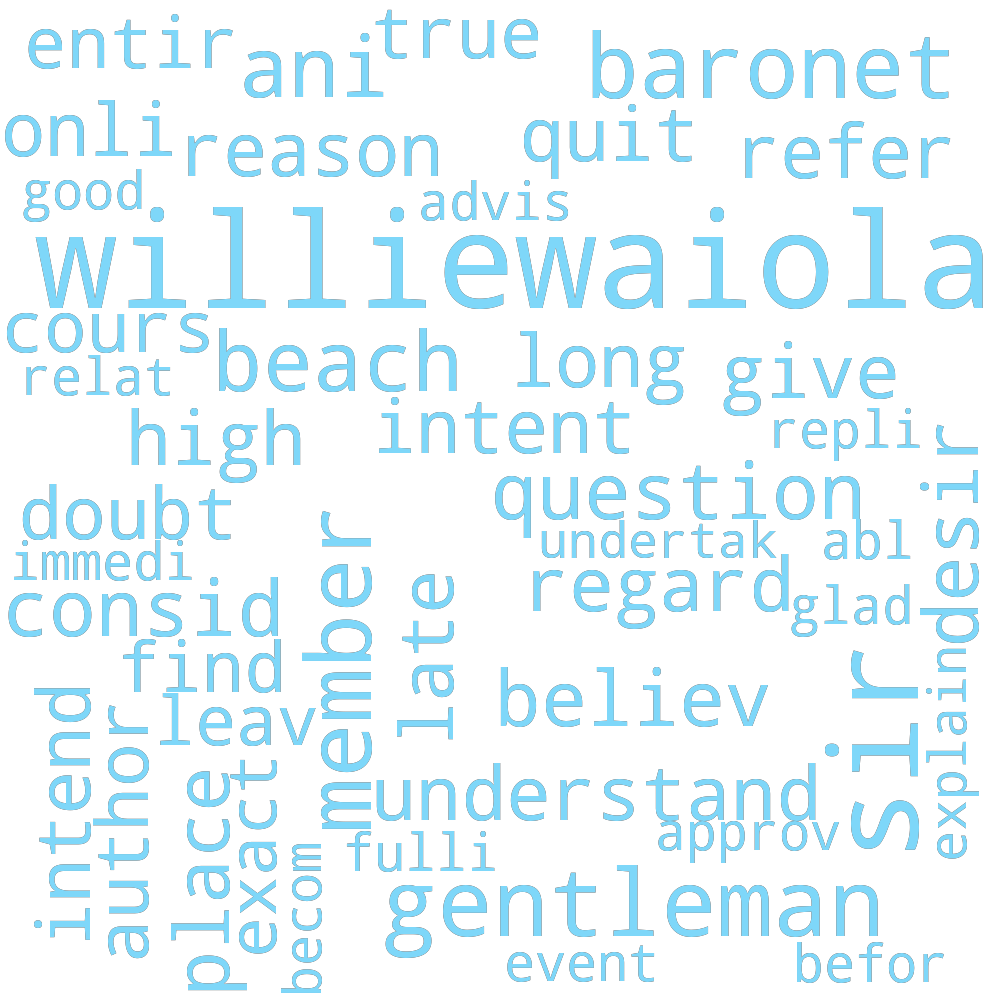 entir ani true baronet
onli reason quit refer
good advis
williewaiola
cours beach long give
relat
high intent repli
doubt question desir
immedi undertak abl
consid member late regard glad
find believ sir explain
intend author leav
place exact understand
becom fulli approv
gentleman
event befor